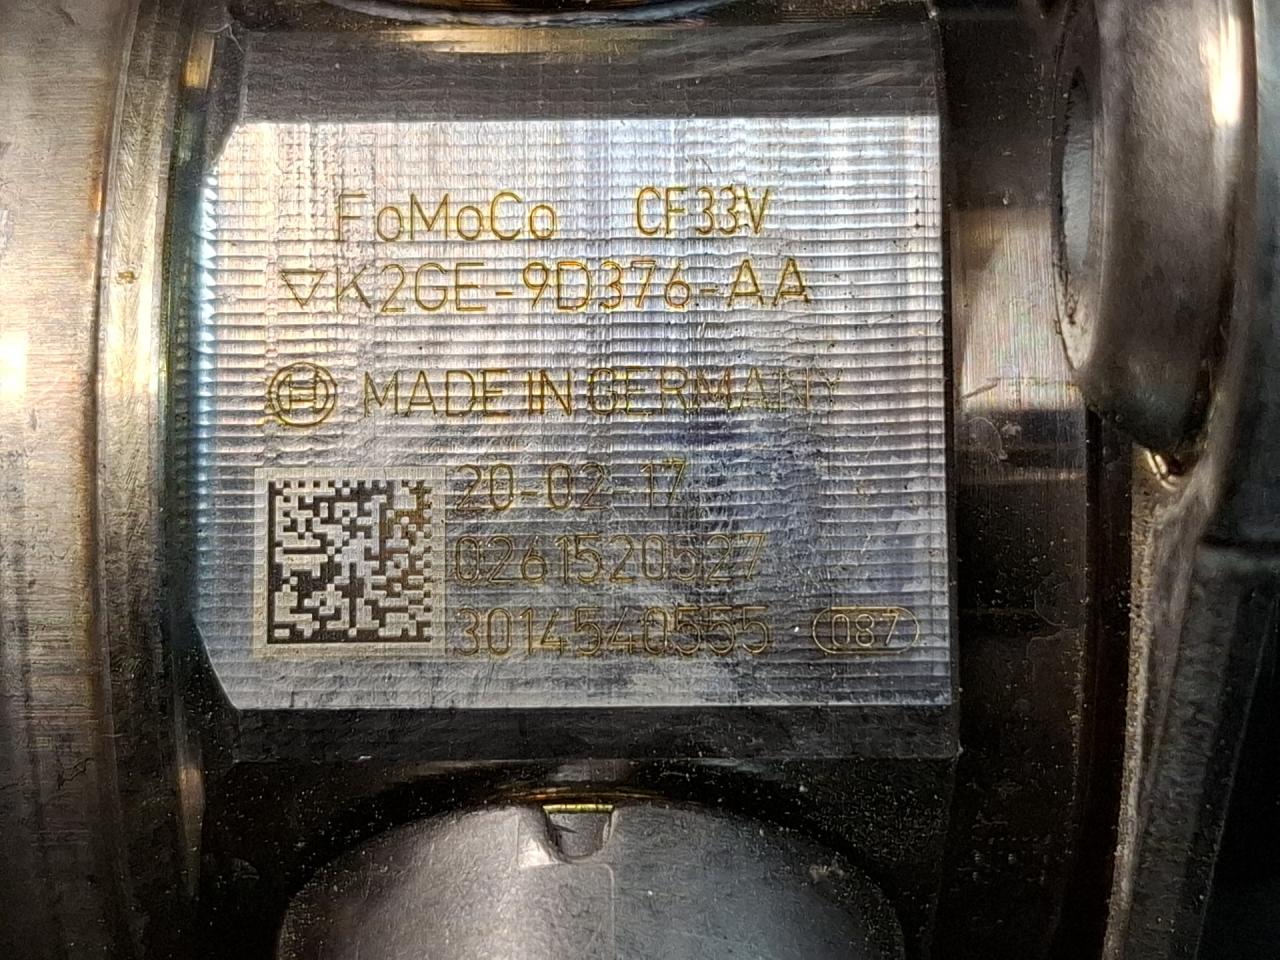 FoMoCo CF33V
K2GE-9D376-AA
H MADE IN GERMANY
20-02-17
0261520527
3014540555 087